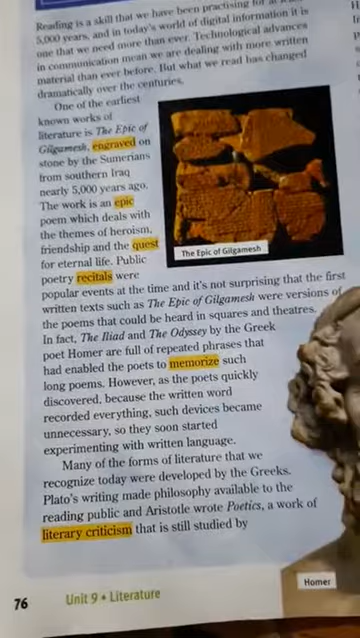 Reading is a skill that we have been practising for at
5,000 years, and in today's world of digital information it is
one that we need more than ever. Technological advances
in communication mean we are dealing with more written
material than ever before. But what we read has changed
dramatically over the centuries.
One of the earliest
known works of
literature is The Epic of
Gilgamesh, engraved on
stone by the Sumerians
from southern Iraq
nearly 5,000 years ago.
The work is an epic
poem which deals with
the themes of heroism,
friendship and the quest
for eternal life. Public
poetry recitals were
popular events at the time and it's not surprising that the first
written texts such as The Epic of Gilgamesh were versions of
the poems that could be heard in squares and theatres.
In fact, The Iliad and The Odyssey by the Greek
poet Homer are full of repeated phrases that
had enabled the poets to memorize such
long poems. However, as the poets quickly
discovered, because the written word
recorded everything, such devices became
unnecessary, so they soon started
experimenting with written language.
Many of the forms of literature that we
recognize today were developed by the Greeks.
Plato's writing made philosophy available to the
reading public and Aristotle wrote Poetics, a work of
literary criticism that is still studied by
The Epic of Gilgamesh
Homer
76 Unit 9 • Literature